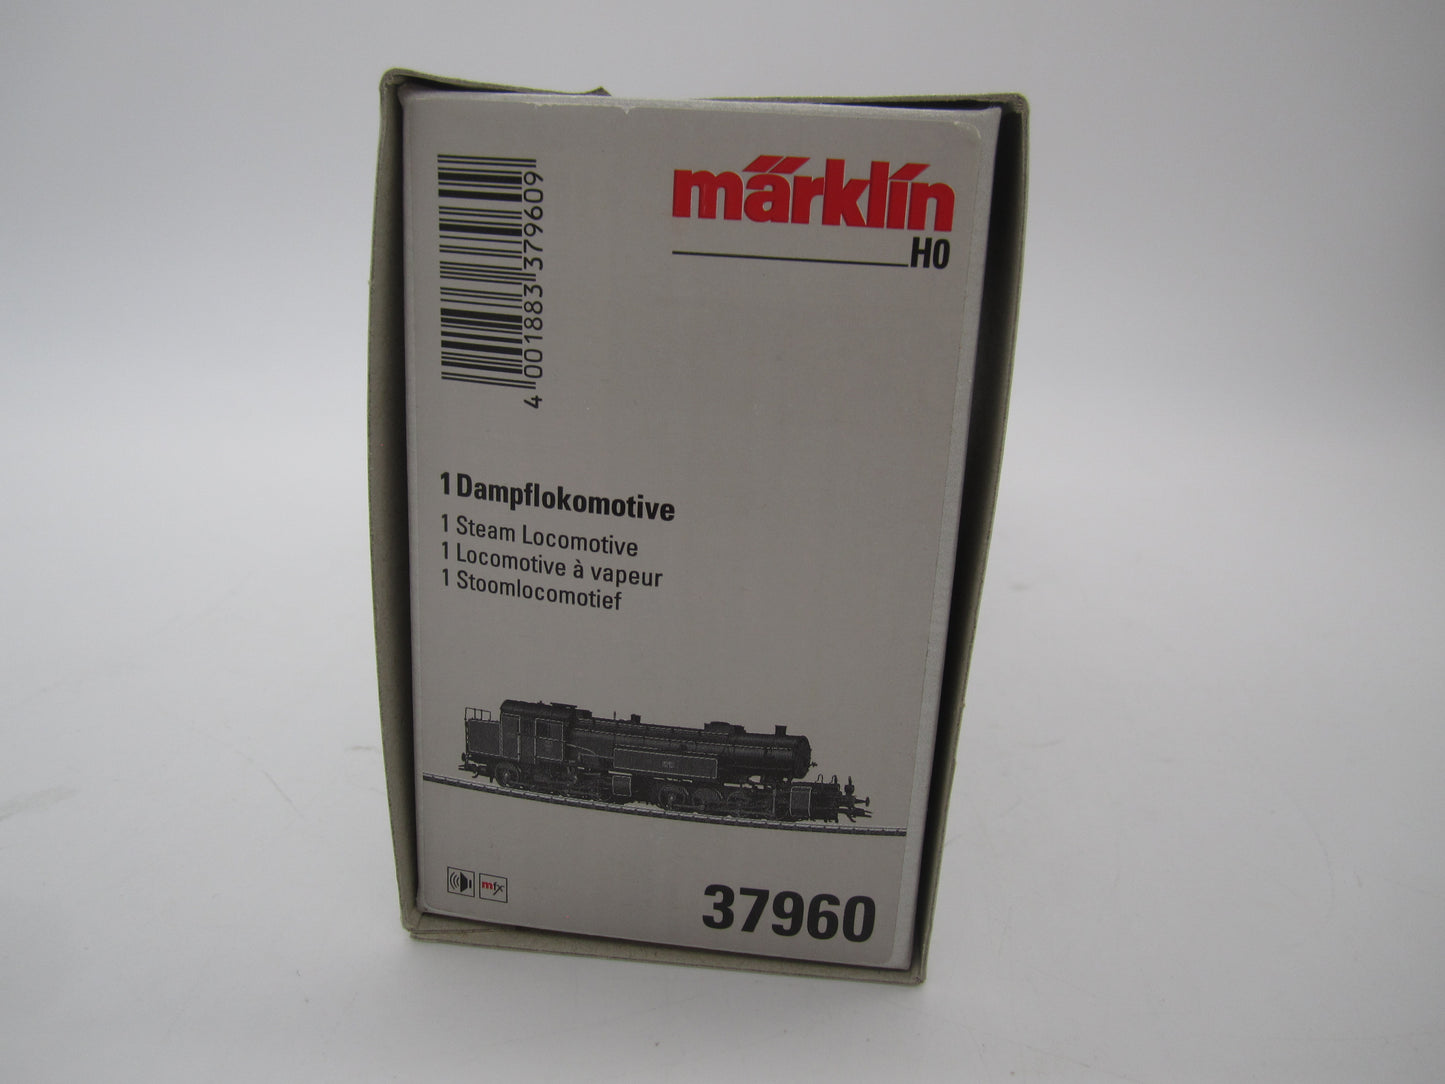 märklin
H0
4 001883 379609
1 Dampflokomotive
1 Steam Locomotive
1 Locomotive à vapeur
1 Stoomlocomotief
mfx
37960